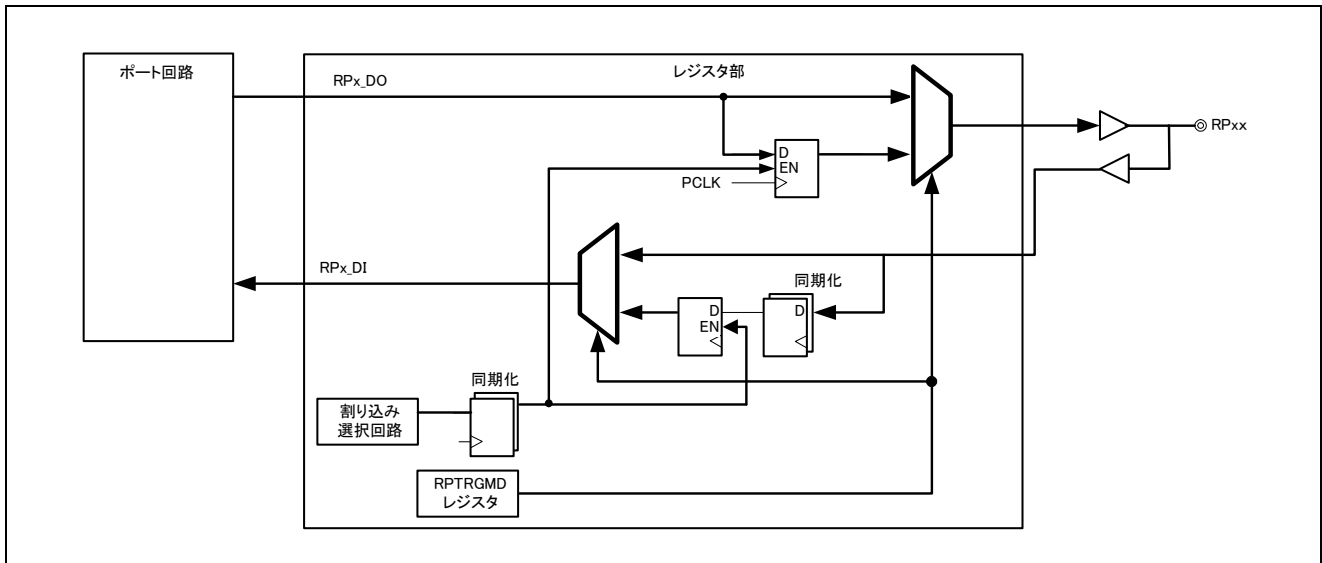 ポート回路
RPx_DO
レジスタ部
D
EN
PCLK
◎ RPxx
RPx_DI
同期化
D
EN
D
同期化
割り込み
選択回路
RPTRGMD
レジスタ